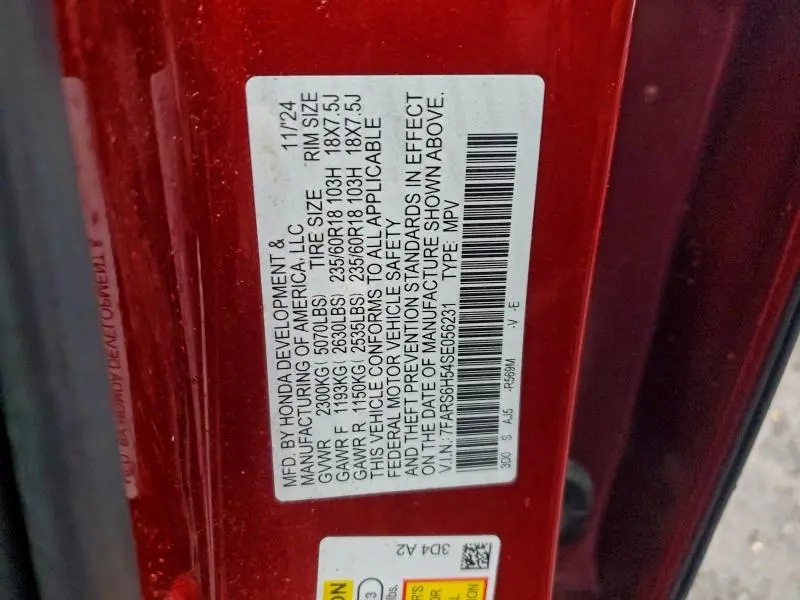 MFD. BY HONDA DEVELOPMENT & 11/'24
MANUFACTURING OF AMERICA, LLC
TIRE SIZE RIM SIZE
GVWR 2300KG( 5070LBS)
GAWR F 1193KG( 2630LBS) 235/60R18 103H 18X7.5J
GAWR R 1150KG( 2535LBS) 235/60R18 103H 18X7.5J
THIS VEHICLE CONFORMS TO ALL APPLICABLE
FEDERAL MOTOR VEHICLE SAFETY
AND THEFT PREVENTION STANDARDS IN EFFECT
ON THE DATE OF MANUFACTURE SHOWN ABOVE.
V.I.N.: 7FARS6H54SE056231 TYPE: MPV
3D0 S AJ5 -R569M -V -E
3D4 A2